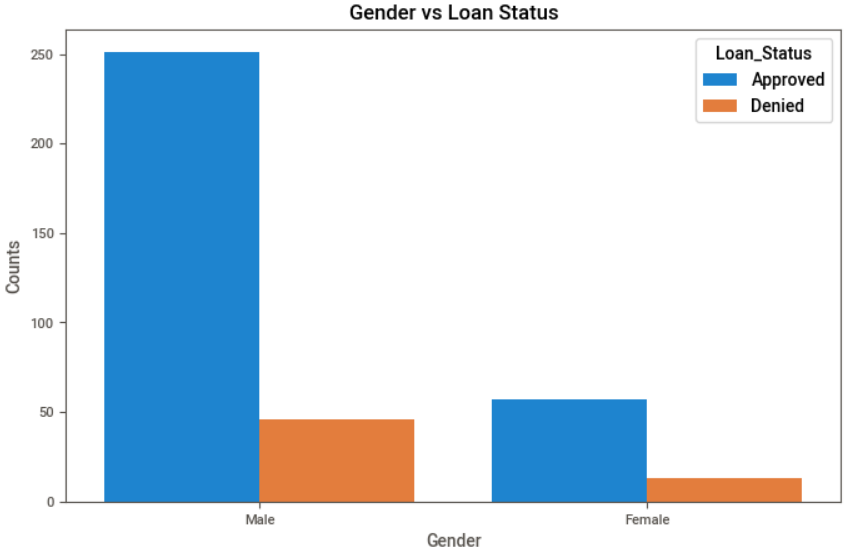 Gender vs Loan Status
Loan_Status
Approved
Denied
250
200
150
100
50
0
Counts
Male
Female
Gender